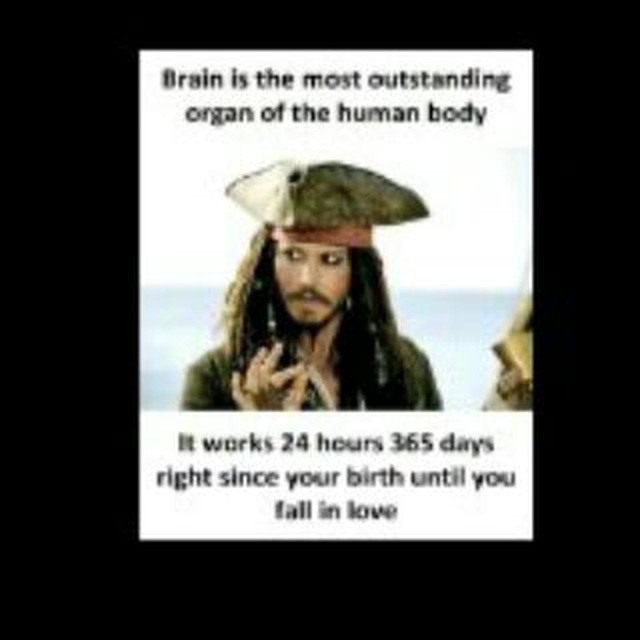 Brain is the most outstanding
organ of the human body
It works 24 hours 365 days
right since your birth until you
fall in love